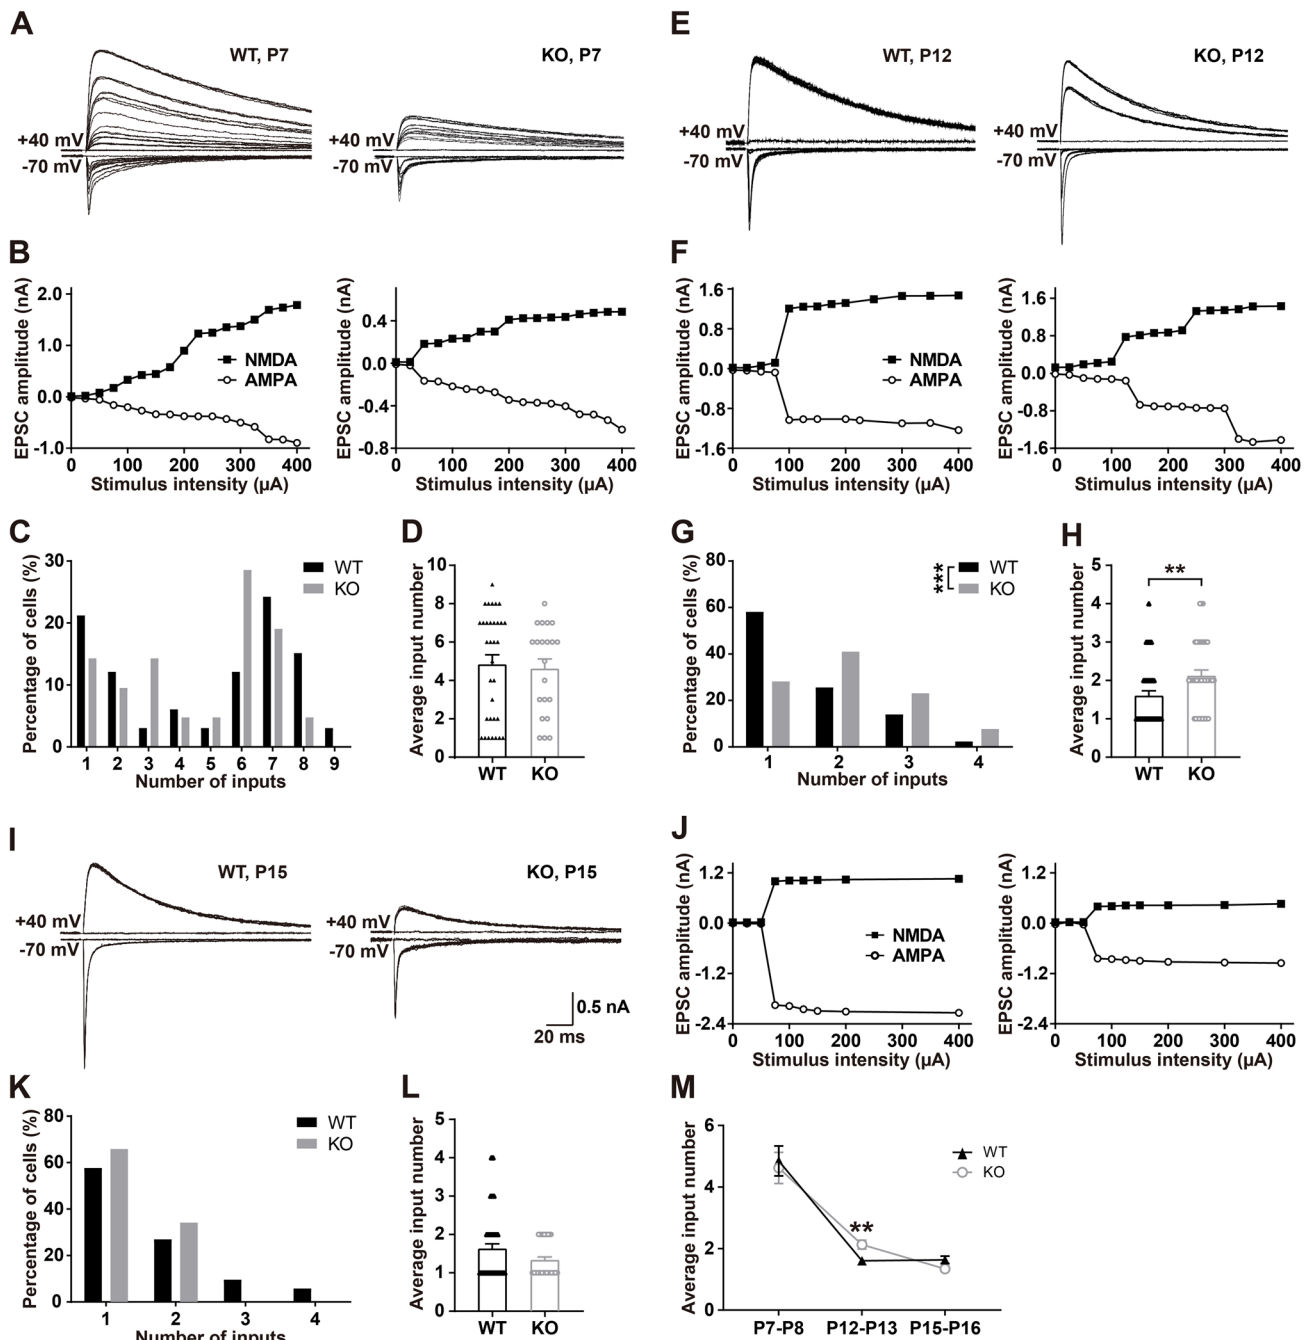 A
WT, P7
KO, P7
+40 mV
-70 mV
+40 mV
-70 mV
E
WT, P12
KO, P12
+40 mV
-70 mV
+40 mV
-70 mV
B
EPSC amplitude (nA)
2.0
1.0
0.0
-1.0
NMDA
AMPA
0 100 200 300 400
Stimulus intensity (µA)
EPSC amplitude (nA)
0.4
0.0
-0.4
-0.8
0 100 200 300 400
Stimulus intensity (µA)
F
EPSC amplitude (nA)
1.6
0.8
0.0
-0.8
-1.6
NMDA
AMPA
0 100 200 300 400
Stimulus intensity (µA)
EPSC amplitude (nA)
1.6
0.8
0.0
-0.8
-1.6
0 100 200 300 400
Stimulus intensity (µA)
C
Percentage of cells (%)
30
20
10
0
WT
KO
1 2 3 4 5 6 7 8 9
Number of inputs
D
Average input number
10
8
6
4
2
0
WT KO
G
Percentage of cells (%)
80
60
40
20
0
***
WT
KO
1 2 3 4
Number of inputs
H
Average input number
5
4
3
2
1
0
**
WT KO
I
WT, P15
KO, P15
+40 mV
-70 mV
+40 mV
-70 mV
0.5 nA
20 ms
J
EPSC amplitude (nA)
1.2
0.0
-1.2
-2.4
NMDA
AMPA
0 100 200 300 400
Stimulus intensity (µA)
EPSC amplitude (nA)
1.2
0.0
-1.2
-2.4
0 100 200 300 400
Stimulus intensity (µA)
K
Percentage of cells (%)
80
60
40
20
0
WT
KO
1 2 3 4
Number of inputs
L
Average input number
5
4
3
2
1
0
WT KO
M
Average input number
6
4
2
0
**
WT
KO
P7-P8 P12-P13 P15-P16